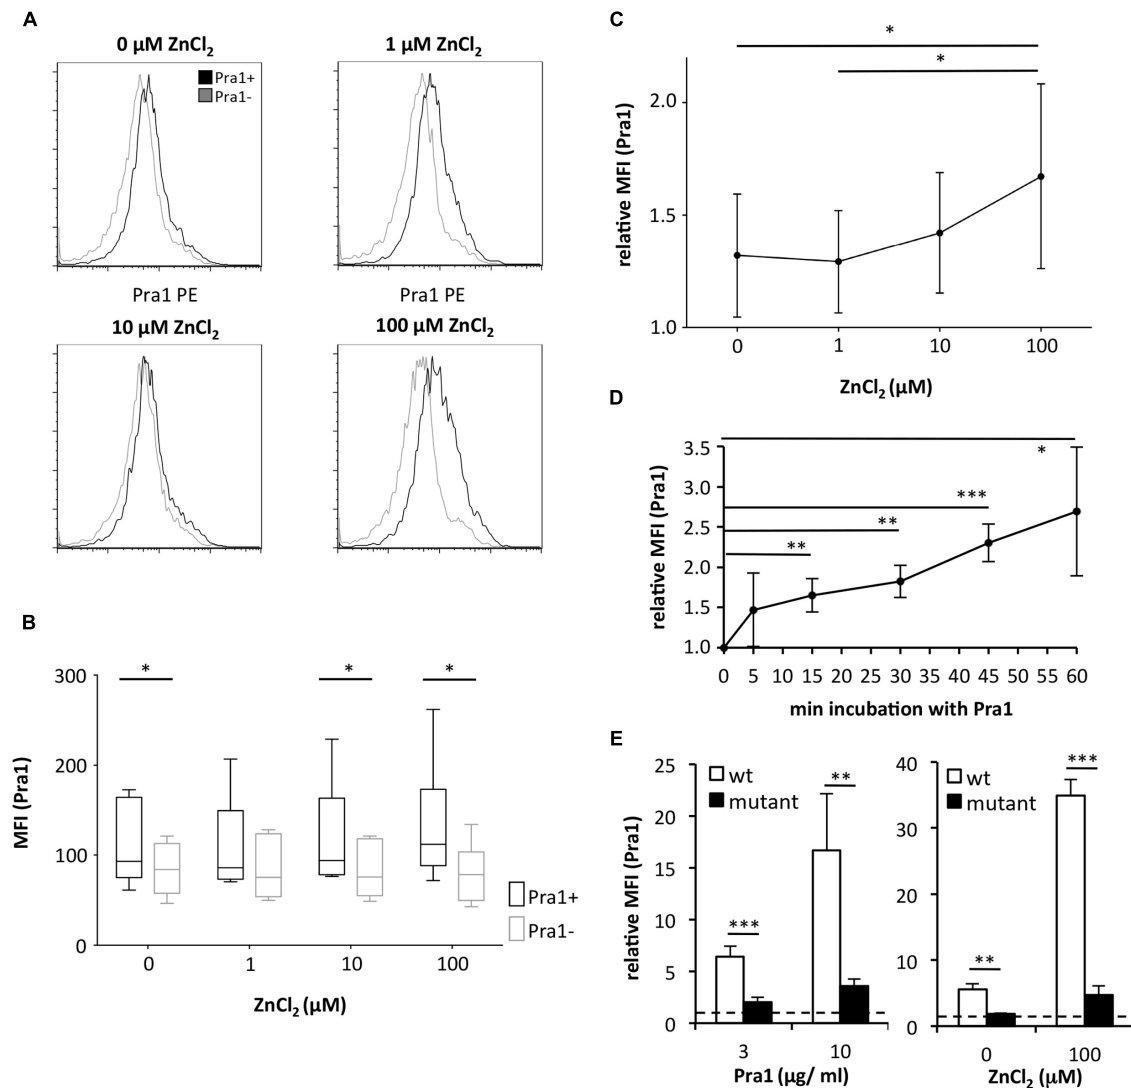 A
0 µM ZnCl2
Pra1+
Pra1-
1 µM ZnCl2
Pra1 PE
Pra1 PE
10 µM ZnCl2
100 µM ZnCl2
B
300
200
100
0
MFI (Pra1)
*
*
*
Pra1+
Pra1-
0
1
10
100
ZnCl2 (µM)
C
*
*
2.0
1.5
1.0
relative MFI (Pra1)
0
1
10
100
ZnCl2 (µM)
D
3.5
3.0
2.5
2.0
1.5
1.0
relative MFI (Pra1)
*
***
**
**
0 5 10 15 20 25 30 35 40 45 50 55 60
min incubation with Pra1
E
25
20
15
10
5
0
relative MFI (Pra1)
wt
mutant
***
**
3
10
Pra1 (µg/ ml)
40
30
20
10
0
wt
mutant
**
***
0
100
ZnCl2 (µM)